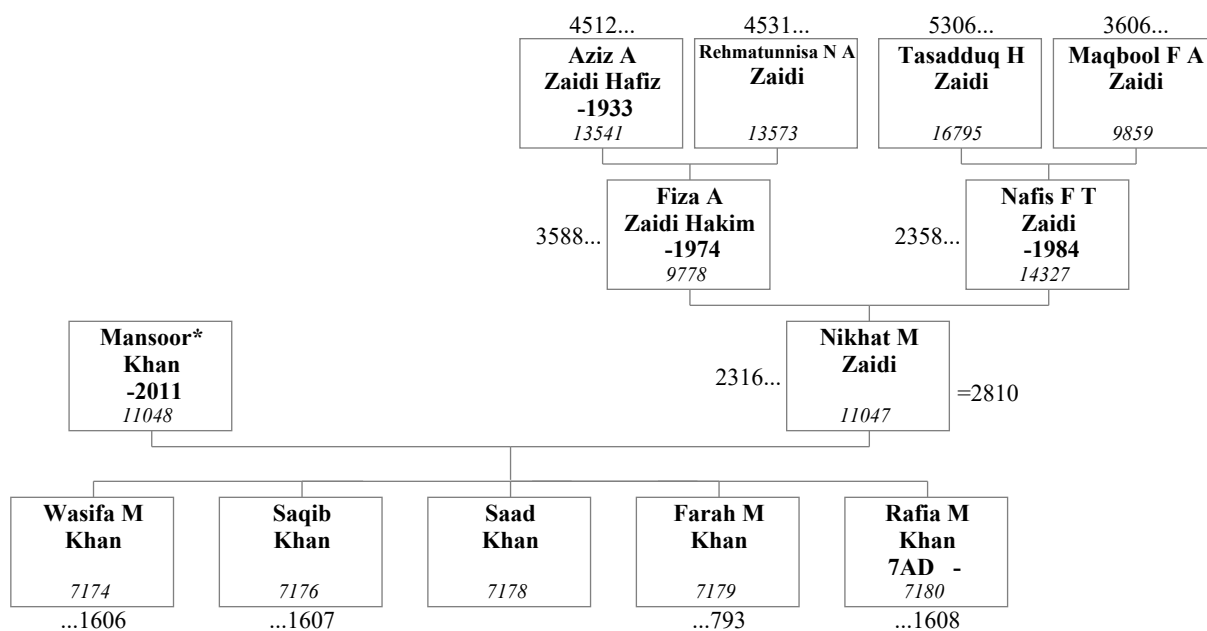 4512...
4531...
5306...
3606...
Aziz A
Zaidi Hafiz
-1933
13541
Rehmatunnisa N A
Zaidi
13573
Tasadduq H
Zaidi
16795
Maqbool F A
Zaidi
9859
3588...
Fiza A
Zaidi Hakim
-1974
9778
2358...
Nafis F T
Zaidi
-1984
14327
Mansoor*
Khan
-2011
11048
2316...
Nikhat M
Zaidi
11047
=2810
Wasifa M
Khan
7174
...1606
Saqib
Khan
7176
...1607
Saad
Khan
7178
Farah M
Khan
7179
...793
Rafia M
Khan
7AD -
7180
...1608